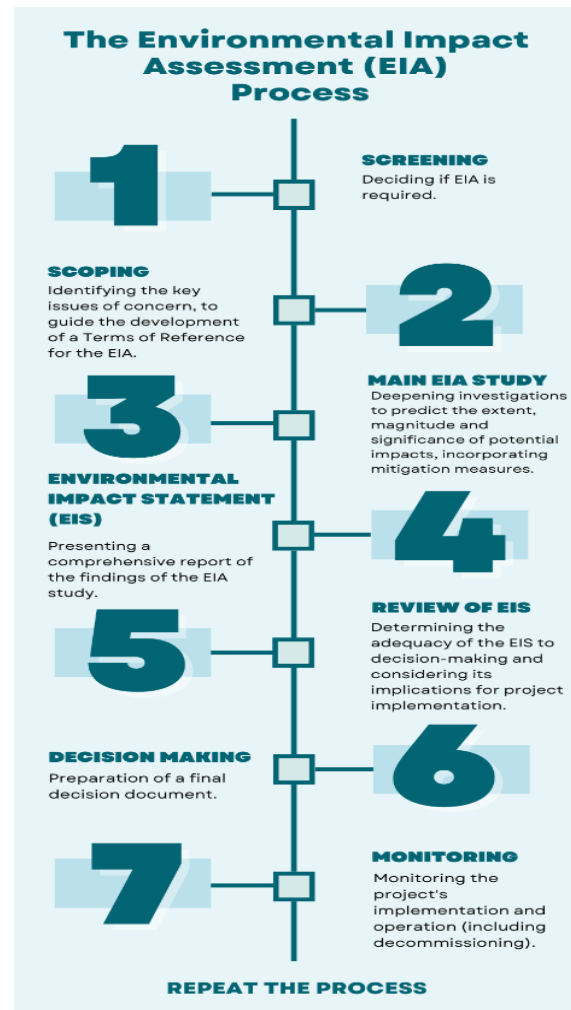 The Environmental Impact
Assessment (EIA)
Process
1
SCREENING
Deciding if EIA is
required.
2
SCOPING
Identifying the key
issues of concern, to
guide the development
of a Terms of Reference
for the EIA.
3
MAIN EIA STUDY
Deepening investigations
to predict the extent,
magnitude and
significance of potential
impacts, incorporating
mitigation measures.
4
ENVIRONMENTAL
IMPACT STATEMENT
(EIS)
Presenting a
comprehensive report of
the findings of the EIA
study.
5
REVIEW OF EIS
Determining the
adequacy of the EIS to
decision-making and
considering its
implications for project
implementation.
6
DECISION MAKING
Preparation of a final
decision document.
7
MONITORING
Monitoring the
project's
implementation and
operation (including
decommissioning).
REPEAT THE PROCESS